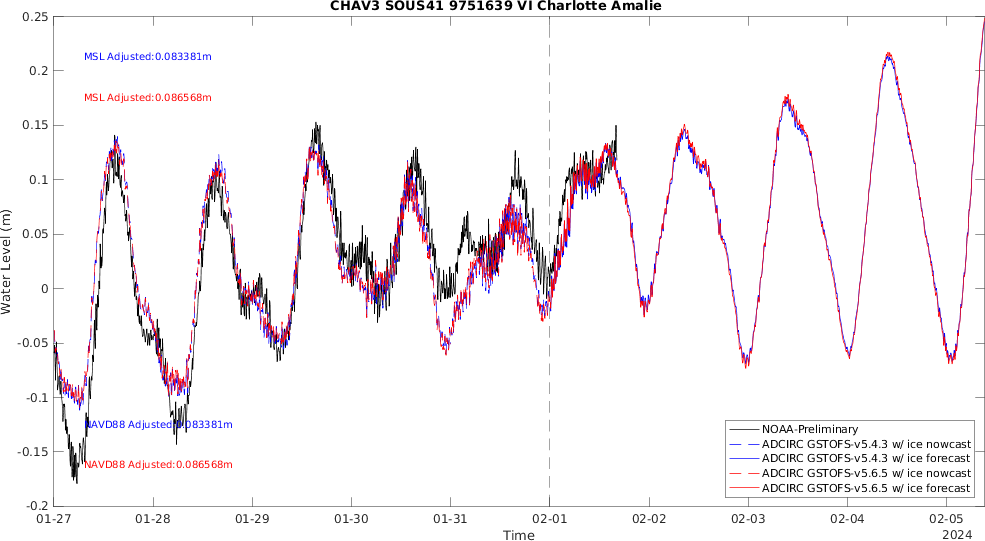 CHAV3 SOUS41 9751639 VI Charlotte Amalie
0.25
0.2
0.15
0.1
0.05
0
-0.05
-0.1
-0.15
-0.2
Water Level (m)
MSL Adjusted:0.083381m
MSL Adjusted:0.086568m
NAVD88 Adjusted:0.083381m
NAVD88 Adjusted:0.086568m
NOAA-Preliminary
ADCIRC GSTOFS-v5.4.3 w/ ice nowcast
ADCIRC GSTOFS-v5.4.3 w/ ice forecast
ADCIRC GSTOFS-v5.6.5 w/ ice nowcast
ADCIRC GSTOFS-v5.6.5 w/ ice forecast
01-27 01-28 01-29 01-30 01-31 02-01 02-02 02-03 02-04 02-05
Time
2024